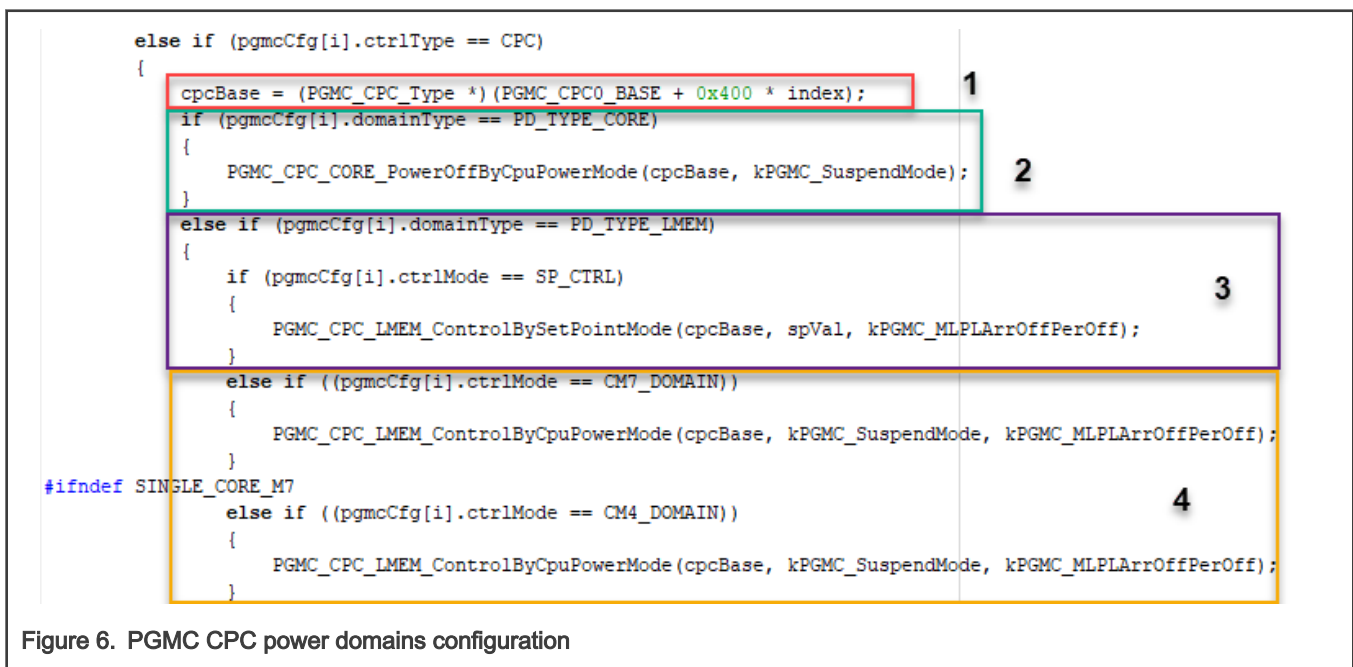 else if (pgmcCfg[i].ctrlType == CPC)
{
cpcBase = (PGMC_CPC_Type *)(PGMC_CPC0_BASE + 0x400 * index); 1
if (pgmcCfg[i].domainType == PD_TYPE_CORE)
{
PGMC_CPC_CORE_PowerOffByCpuPowerMode(cpcBase, kPGMC_SuspendMode); 2
}
else if (pgmcCfg[i].domainType == PD_TYPE_LMEM)
{
if (pgmcCfg[i].ctrlMode == SP_CTRL) 3
{
PGMC_CPC_LMEM_ControlBySetPointMode(cpcBase, spVal, kPGMC_MLPLArrOffPerOff);
}
else if ((pgmcCfg[i].ctrlMode == CM7_DOMAIN))
{
PGMC_CPC_LMEM_ControlByCpuPowerMode(cpcBase, kPGMC_SuspendMode, kPGMC_MLPLArrOffPerOff);
}
#ifndef SINGLE_CORE_M7 4
else if ((pgmcCfg[i].ctrlMode == CM4_DOMAIN))
{
PGMC_CPC_LMEM_ControlByCpuPowerMode(cpcBase, kPGMC_SuspendMode, kPGMC_MLPLArrOffPerOff);
}
Figure 6. PGMC CPC power domains configuration